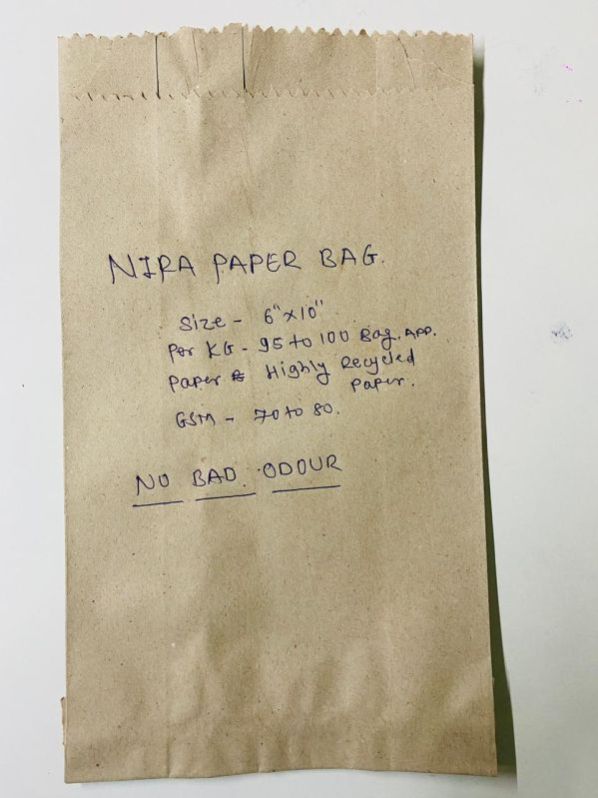 NIRA PAPER BAG.
Size - 6"x10"
Per KG - 95 to 100 Bag. App.
Paper Highly Recycled
Paper.
GSM - 70 to 80.
NO BAD. ODOUR